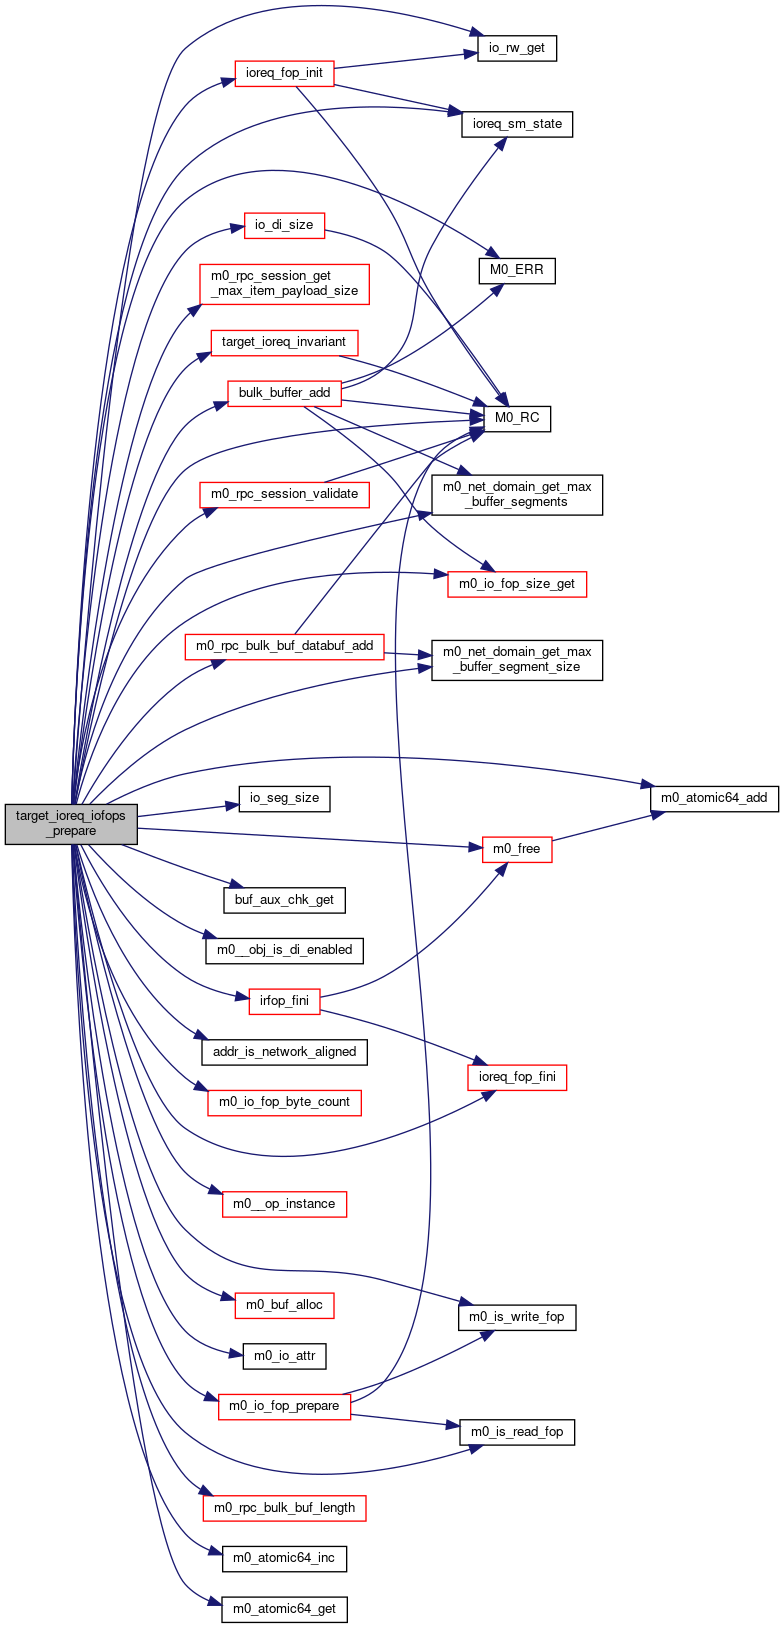 io_rw_get
ioreq_fop_init
ioreq_sm_state
io_di_size
M0_ERR
m0_rpc_session_get
_max_item_payload_size
target_ioreq_invariant
bulk_buffer_add
M0_RC
m0_rpc_session_validate
m0_net_domain_get_max
_buffer_segments
m0_io_fop_size_get
m0_rpc_bulk_buf_databuf_add
m0_net_domain_get_max
_buffer_segment_size
io_seg_size
m0_atomic64_add
target_ioreq_iofops
_prepare
m0_free
buf_aux_chk_get
m0__obj_is_di_enabled
irfop_fini
addr_is_network_aligned
ioreq_fop_fini
m0_io_fop_byte_count
m0__op_instance
m0_buf_alloc
m0_is_write_fop
m0_io_attr
m0_io_fop_prepare
m0_is_read_fop
m0_rpc_bulk_buf_length
m0_atomic64_inc
m0_atomic64_get